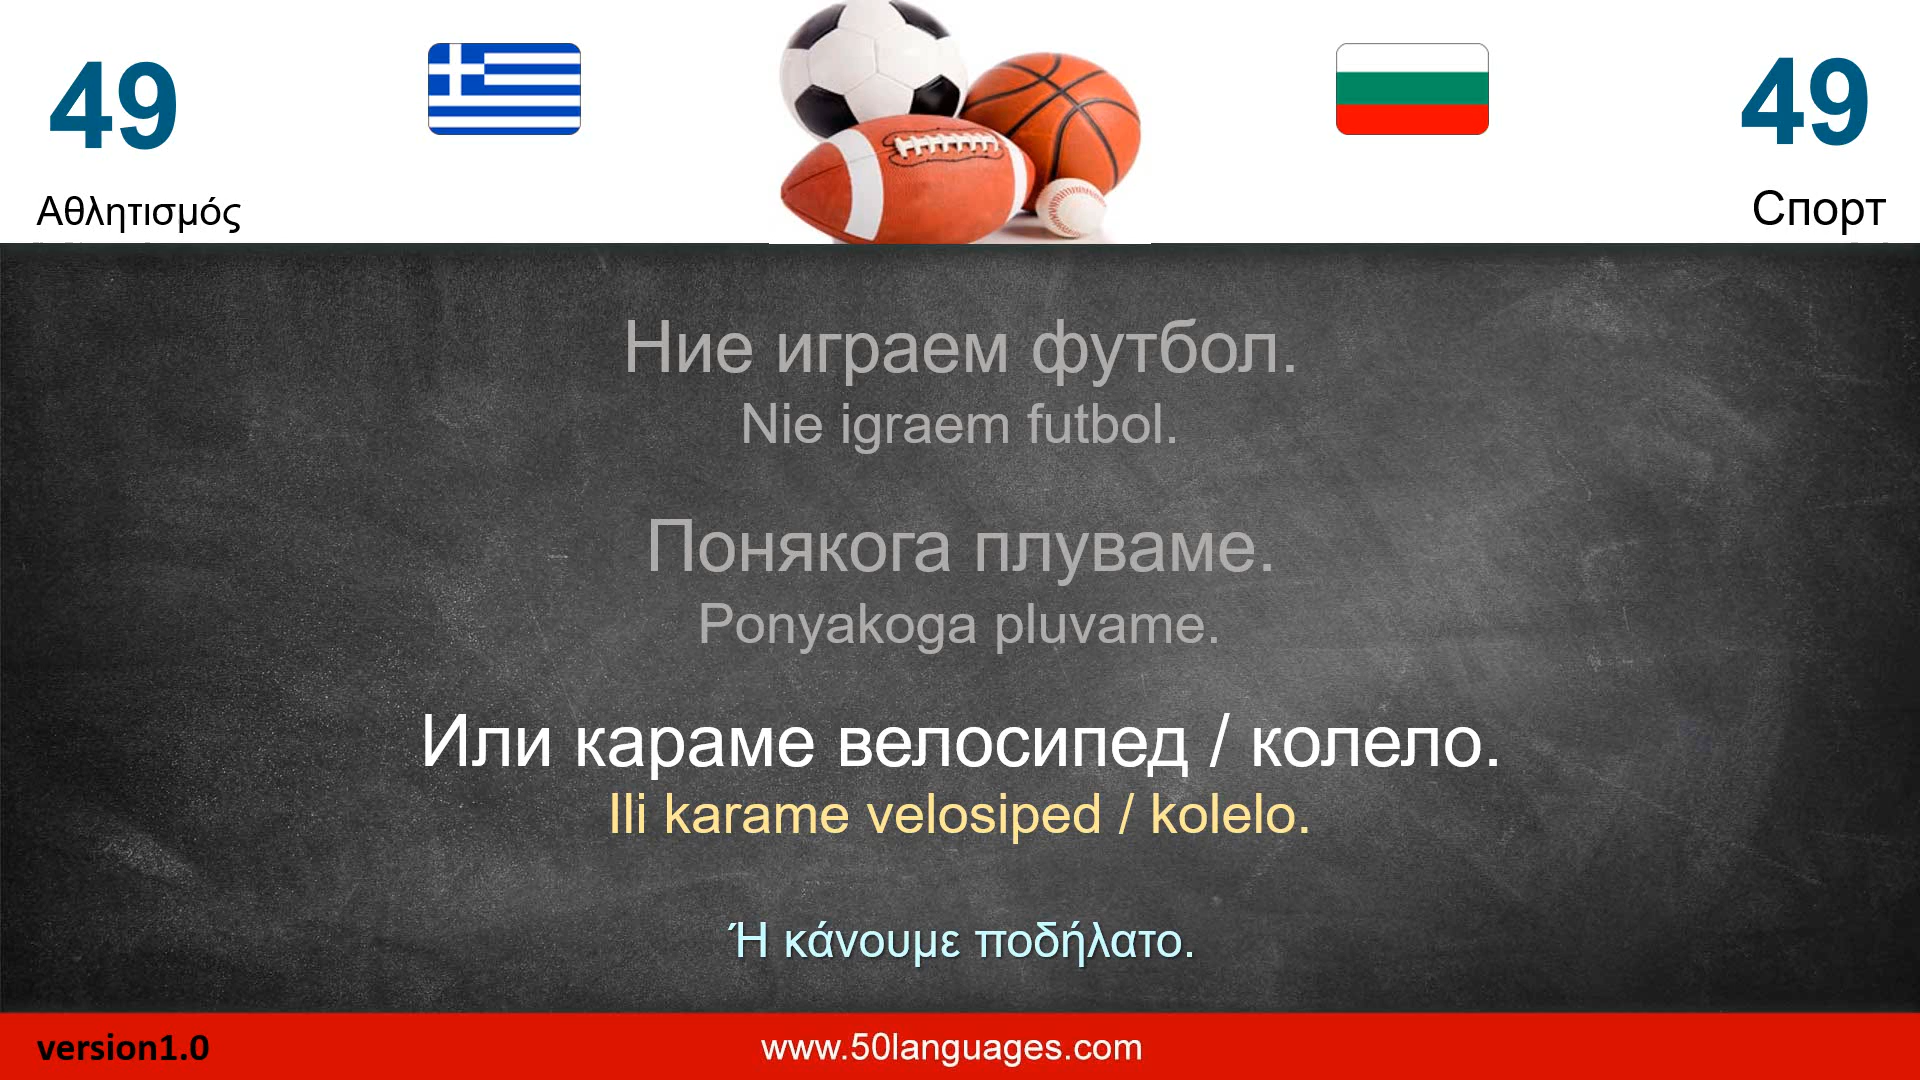 49
49
Αθλητισμός
Спорт
Ние играем футбол.
Nie igraem futbol.
Понякога плуваме.
Ponyakoga pluvame.
Или караме велосипед / колело.
Ili karame velosiped / kolelo.
Ή κάνουμε ποδήλατο.
version1.0
www.50languages.com